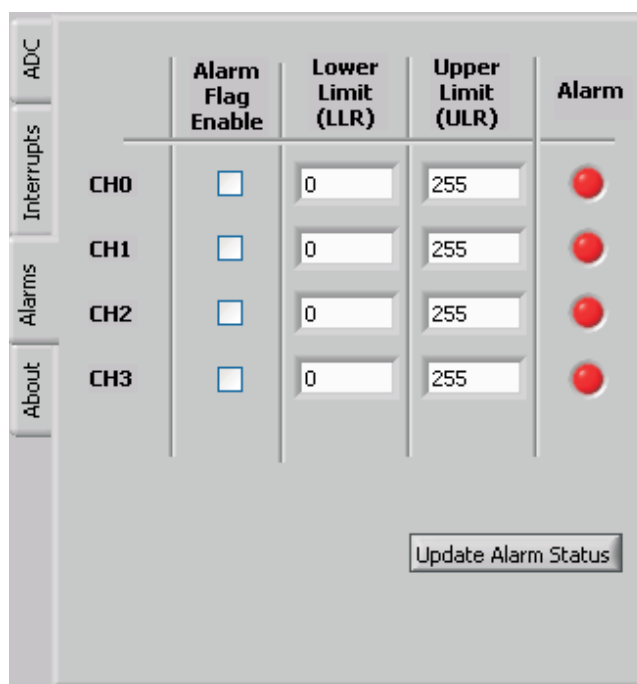 ADC
Interrupts
Alarms
About
Alarm
Flag
Enable
Lower
Limit
(LLR)
Upper
Limit
(ULR)
Alarm
CH0 0 255
CH1 0 255
CH2 0 255
CH3 0 255
Update Alarm Status